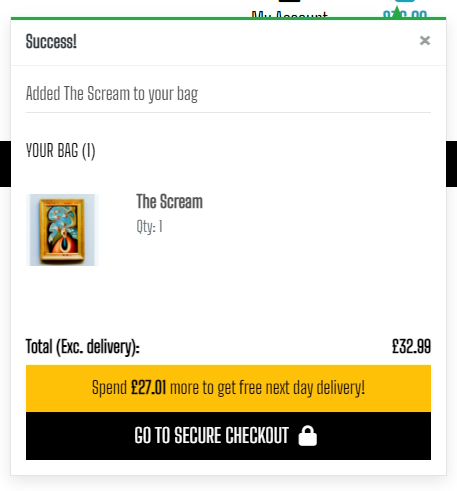 My Account
Success!
×
Added The Scream to your bag
YOUR BAG (1)
The Scream
Qty: 1
Total (Exc. delivery): £32.99
Spend £27.01 more to get free next day delivery!
GO TO SECURE CHECKOUT